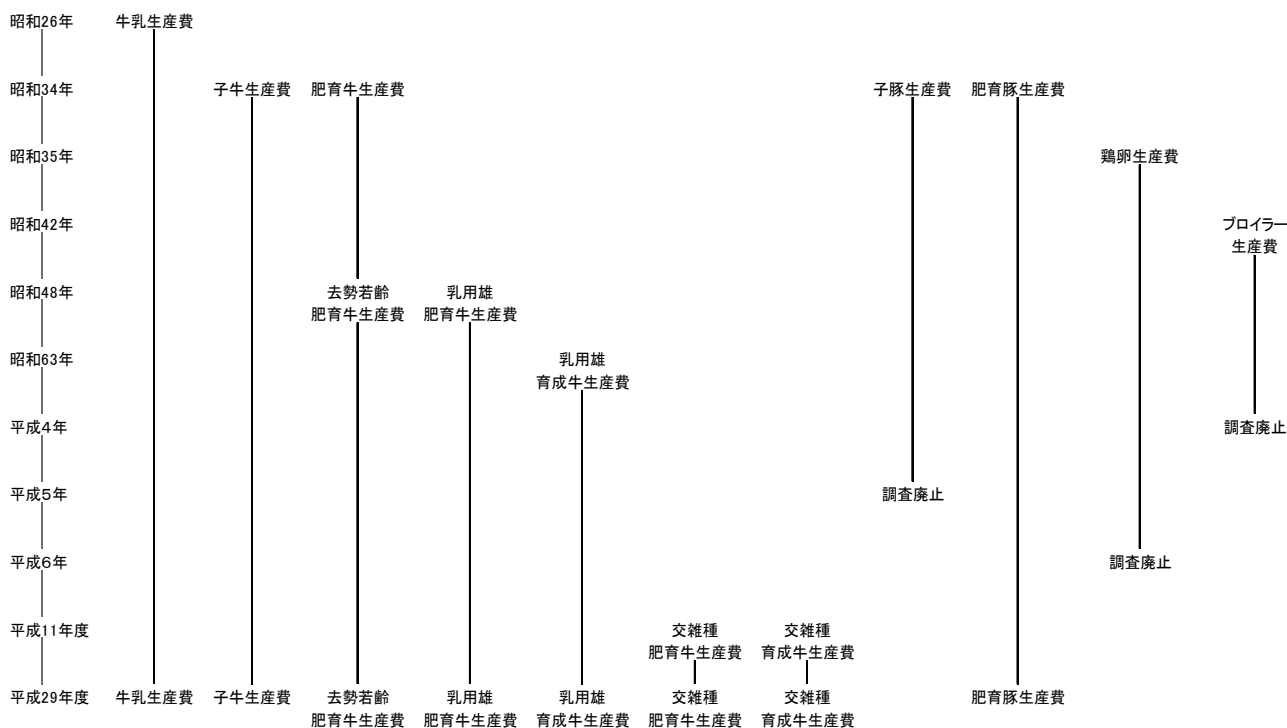 昭和26年 牛乳生産費
昭和34年 子牛生産費 肥育牛生産費 子豚生産費 肥育豚生産費
昭和35年 鶏卵生産費
昭和42年 ブロイラー
生産費
昭和48年 去勢若齢 乳用雄
肥育牛生産費 肥育牛生産費
昭和63年 乳用雄
育成牛生産費
平成4年 調査廃止
平成5年 調査廃止
平成6年 調査廃止
平成11年度 交雑種 交雑種
肥育牛生産費 育成牛生産費
平成29年度 牛乳生産費 子牛生産費 去勢若齢 乳用雄 乳用雄 交雑種 交雑種 肥育豚生産費
肥育牛生産費 肥育牛生産費 育成牛生産費 肥育牛生産費 育成牛生産費